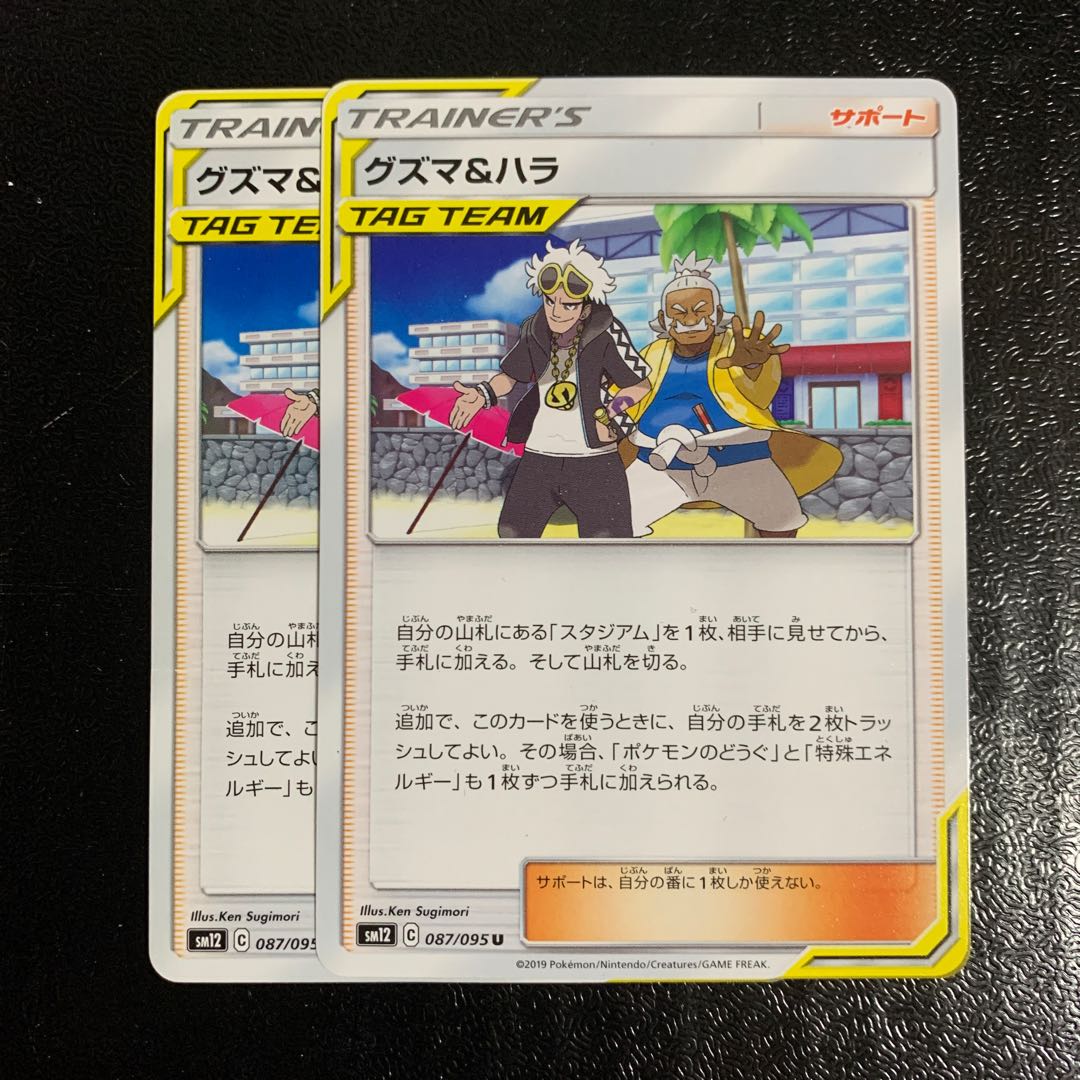 TRAINER'S
サポート
グズマ&ハラ
TAG TEAM
自分の山札にある「スタジアム」を1枚、相手に見せてから、
手札に加える。そして山札を切る。
追加で、このカードを使うときに、自分の手札を2枚トラッ
シュしてよい。その場合、「ポケモンのどうぐ」と「特殊エネ
ルギー」も1枚ずつ手札に加えられる。
サポートは、自分の番に1枚しか使えない。
Illus.Ken Sugimori
SM12 C 087/095 U
©2019 Pokémon/Nintendo/Creatures/GAME FREAK.
TRAIN
グズマ&
TAG TE
自分の山札
手札に加え
追加で、こ
シュしてよい
ルギー」も
Illus.Ken Sugimori
SM12 C 087/095